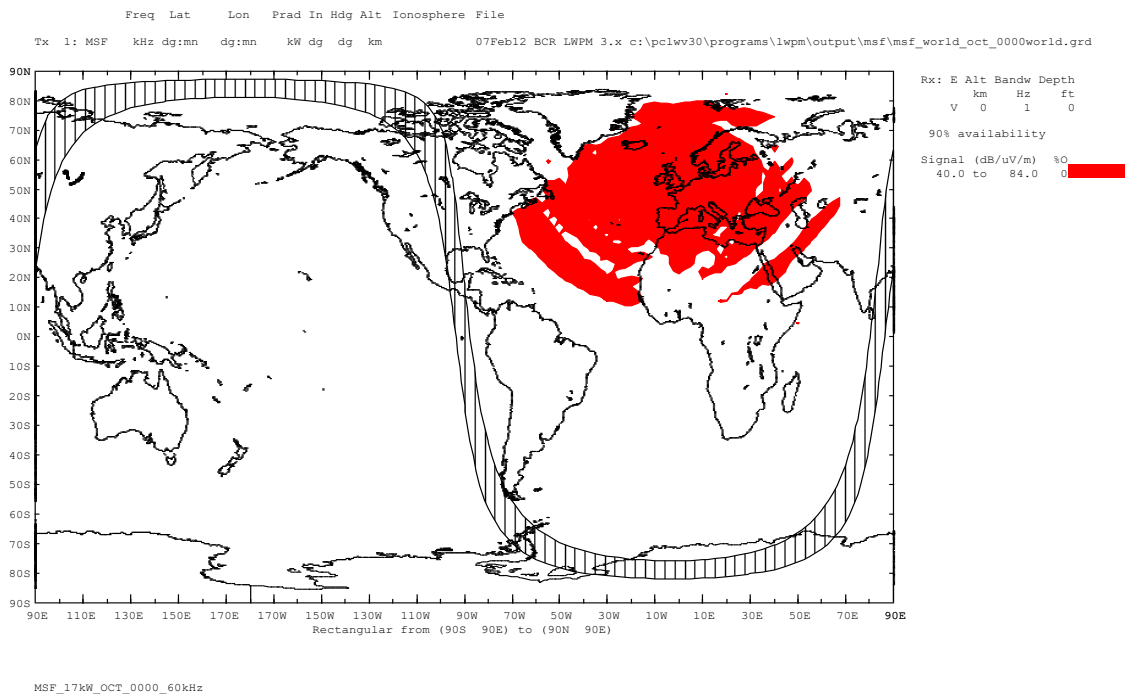 Freq Lat Lon Prad In Hdg Alt Ionosphere File
Tx 1: MSF kHz dg:mn dg:mn kW dg dg km 07Feb12 BCR LWPM 3.x c:\pclwv30\programs\lwpm\output\msf\msf_world_oct_0000world.grd
90N
80N
70N
60N
50N
40N
30N
20N
10N
0N
10S
20S
30S
40S
50S
60S
70S
80S
90S
90E 110E 130E 150E 170E 170W 150W 130W 110W 90W 70W 50W 30W 10W 10E 30E 50E 70E 90E
Rectangular from (90S 90E) to (90N 90E)
Rx: E Alt Bandw Depth
km Hz ft
V 0 1 0
90% availability
Signal (dB/uV/m) %O
40.0 to 84.0 0
MSF_17kW_OCT_0000_60kHz